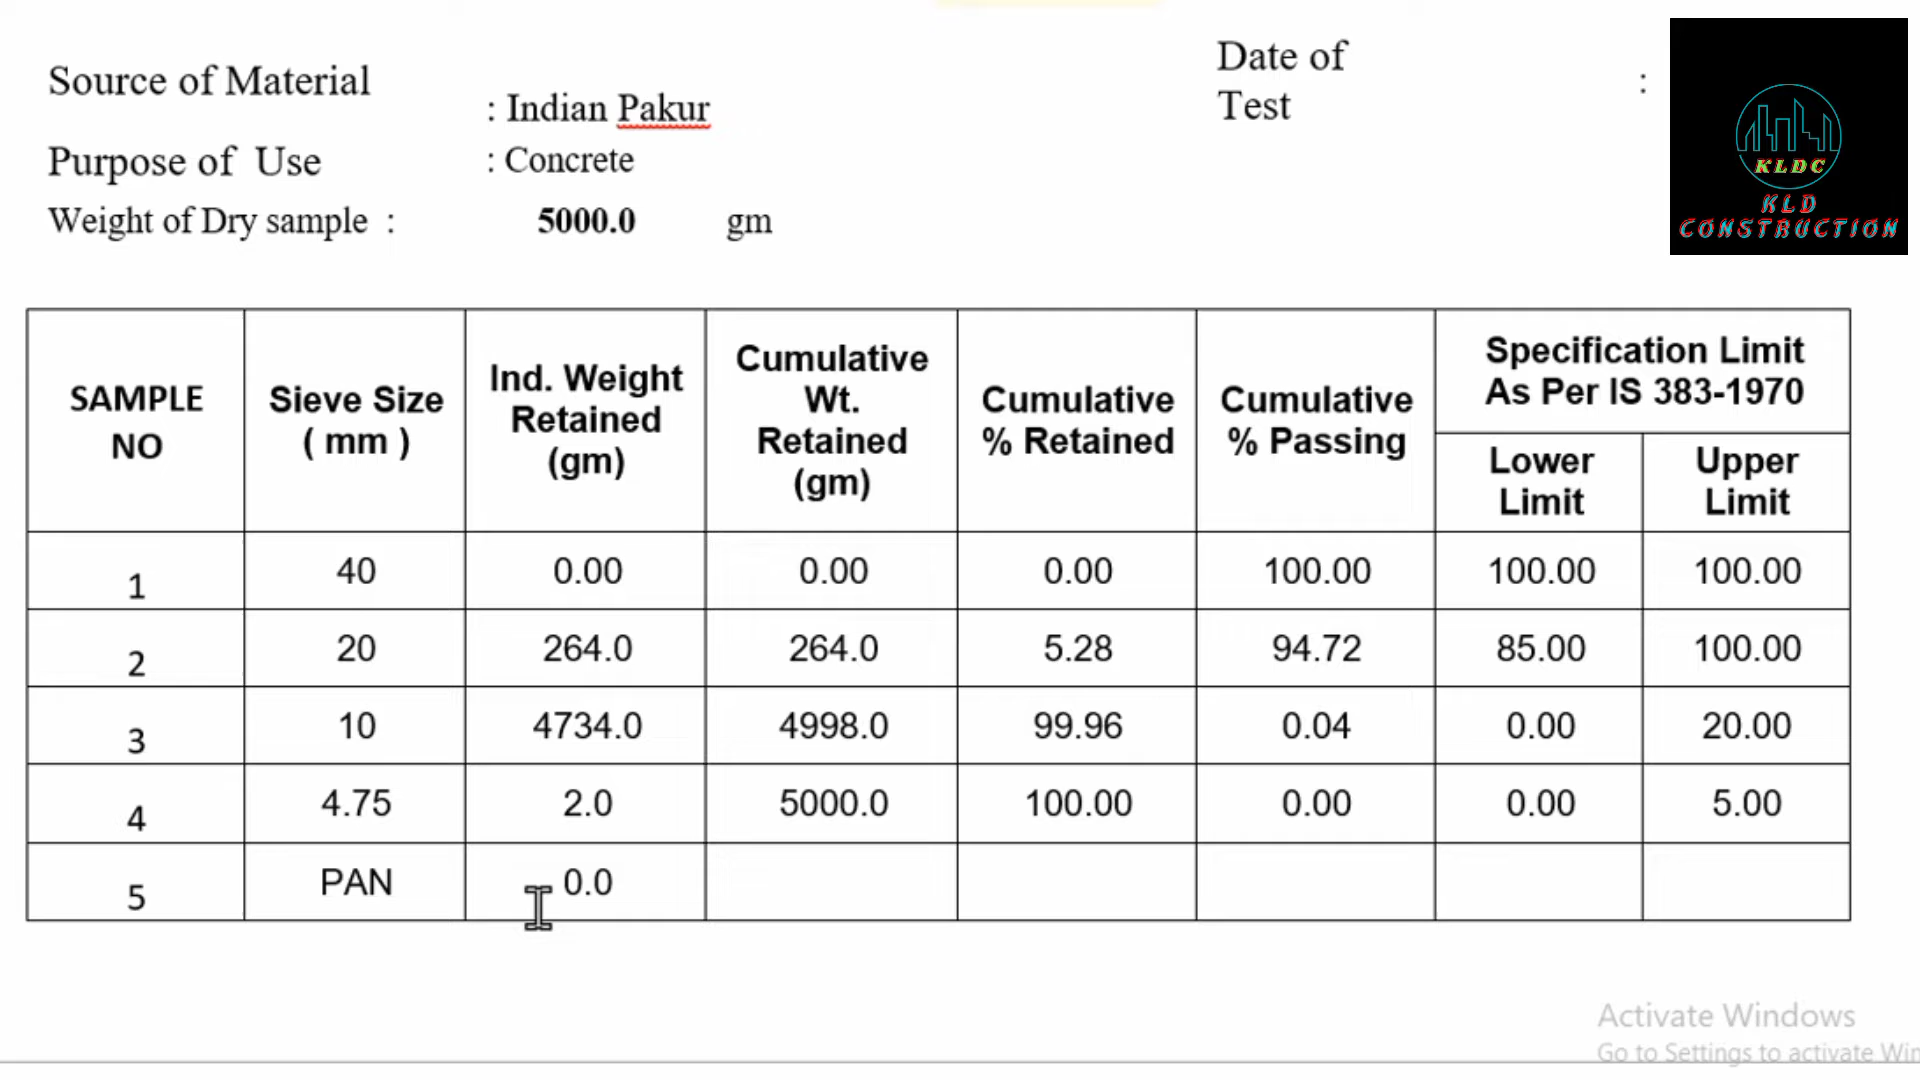 Source of Material : Indian Pakur
Date of
Test :
Purpose of Use : Concrete
Weight of Dry sample : 5000.0 gm
KLDC
KLD
CONSTRUCTION
SAMPLE
NO
Sieve Size
( mm )
Ind. Weight
Retained
(gm)
Cumulative
Wt.
Retained
(gm)
Cumulative
% Retained
Cumulative
% Passing
Specification Limit
As Per IS 383-1970
Lower
Limit
Upper
Limit
1 40 0.00 0.00 0.00 100.00 100.00 100.00
2 20 264.0 264.0 5.28 94.72 85.00 100.00
3 10 4734.0 4998.0 99.96 0.04 0.00 20.00
4 4.75 2.0 5000.0 100.00 0.00 0.00 5.00
5 PAN 0.0
Activate Windows
Go to Settings to activate Win